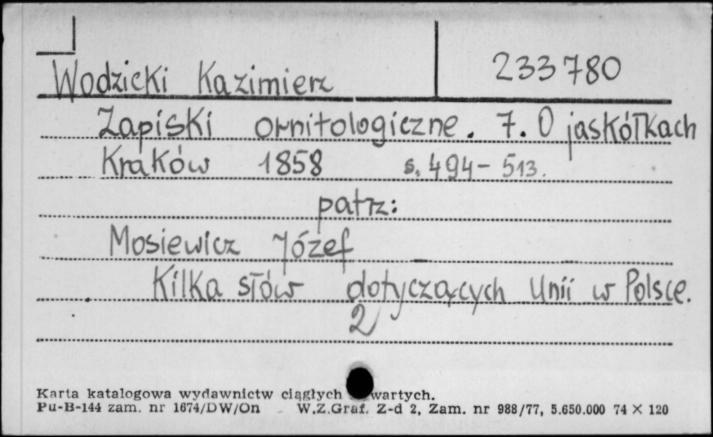 Wodzicki Kazimierz
233780
Zapiski ornitologiczne. 7. O jaskółkach
Kraków 1858 s. 494-513.
patrz:
Mosiewicz Józef
Kilka słów dotyczących Unii w Polsce.
2
Karta katalogowa wydawnictw ciągłych wartych.
Pu-B-144 zam. nr 1674/DW/On W.Z.Graf. Z-d 2, Zam. nr 988/77, 5.650.000 74 X 120